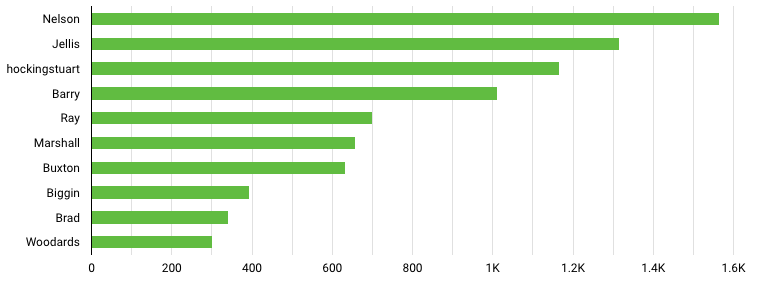 Nelson
Jellis
hockingstuart
Barry
Ray
Marshall
Buxton
Biggin
Brad
Woodards
0 200 400 600 800 1K 1.2K 1.4K 1.6K